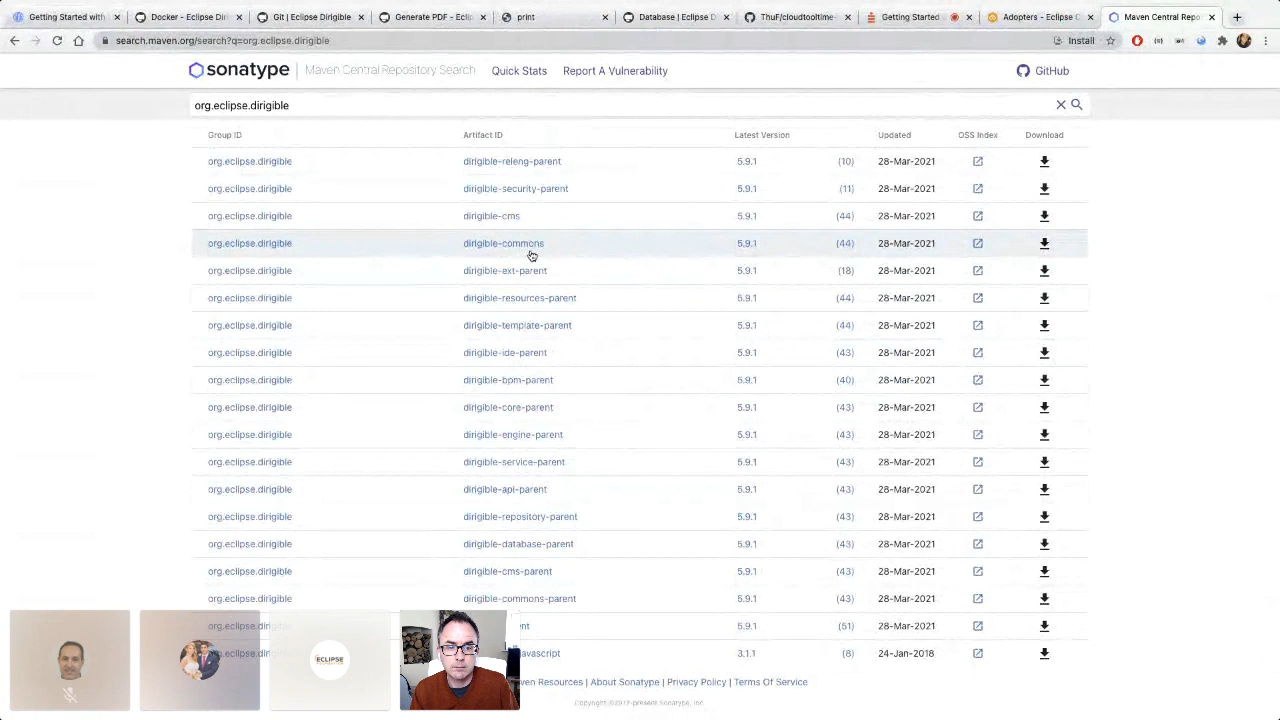 Getting Started with
Docker - Eclipse Dirigible
Git | Eclipse Dirigible
Generate PDF - Ecli
print
Database | Eclipse D
ThuF/cloudtooltime-
Getting Started
Adopters - Eclipse C
Maven Central Repo
search.maven.org/search?q=org.eclipse.dirigible
Install
sonatype
Maven Central Repository Search
Quick Stats
Report A Vulnerability
GitHub
org.eclipse.dirigible
Group ID Artifact ID Latest Version Updated OSS Index Download
org.eclipse.dirigible dirigible-releng-parent 5.9.1 (10) 28-Mar-2021
org.eclipse.dirigible dirigible-security-parent 5.9.1 (11) 28-Mar-2021
org.eclipse.dirigible dirigible-cms 5.9.1 (44) 28-Mar-2021
org.eclipse.dirigible dirigible-commons 5.9.1 (44) 28-Mar-2021
org.eclipse.dirigible dirigible-ext-parent 5.9.1 (18) 28-Mar-2021
org.eclipse.dirigible dirigible-resources-parent 5.9.1 (44) 28-Mar-2021
org.eclipse.dirigible dirigible-template-parent 5.9.1 (44) 28-Mar-2021
org.eclipse.dirigible dirigible-ide-parent 5.9.1 (43) 28-Mar-2021
org.eclipse.dirigible dirigible-bpm-parent 5.9.1 (40) 28-Mar-2021
org.eclipse.dirigible dirigible-core-parent 5.9.1 (43) 28-Mar-2021
org.eclipse.dirigible dirigible-engine-parent 5.9.1 (43) 28-Mar-2021
org.eclipse.dirigible dirigible-service-parent 5.9.1 (43) 28-Mar-2021
org.eclipse.dirigible dirigible-api-parent 5.9.1 (43) 28-Mar-2021
org.eclipse.dirigible dirigible-repository-parent 5.9.1 (43) 28-Mar-2021
org.eclipse.dirigible dirigible-database-parent 5.9.1 (43) 28-Mar-2021
org.eclipse.dirigible dirigible-cms-parent 5.9.1 (43) 28-Mar-2021
org.eclipse.dirigible dirigible-commons-parent 5.9.1 (43) 28-Mar-2021
org.eclipse.dirigible ent 5.9.1 (51) 28-Mar-2021
org.eclipse.dirigible avascript 3.1.1 (6) 24-Jan-2018
ECLIPSE
ven Resources | About Sonatype | Privacy Policy | Terms Of Service
Sonatype, Inc.